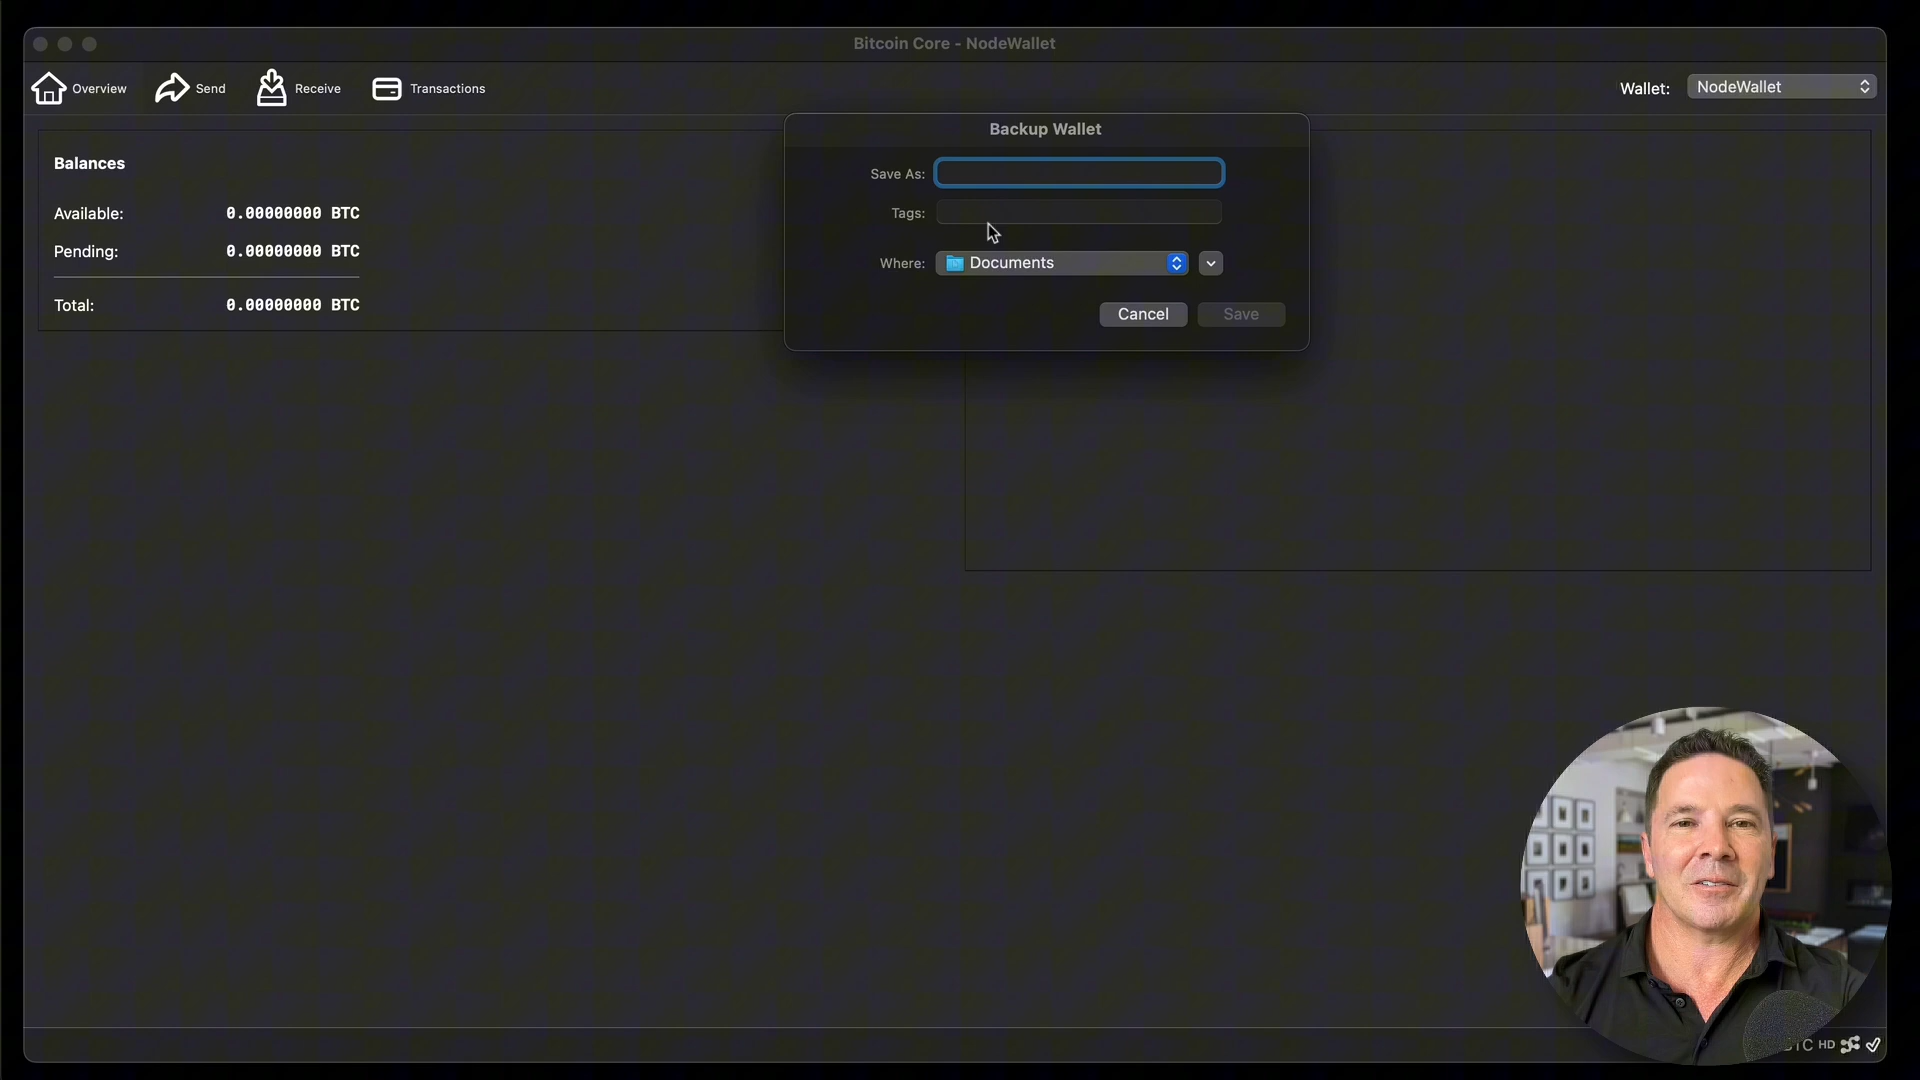 Bitcoin Core - NodeWallet
Overview
Send
Receive
Transactions
Wallet:
NodeWallet
Backup Wallet
Save As:
Tags:
Where:
Documents
Cancel
Save
Balances
Available:
0.00000000 BTC
Pending:
0.00000000 BTC
Total:
0.00000000 BTC
HD